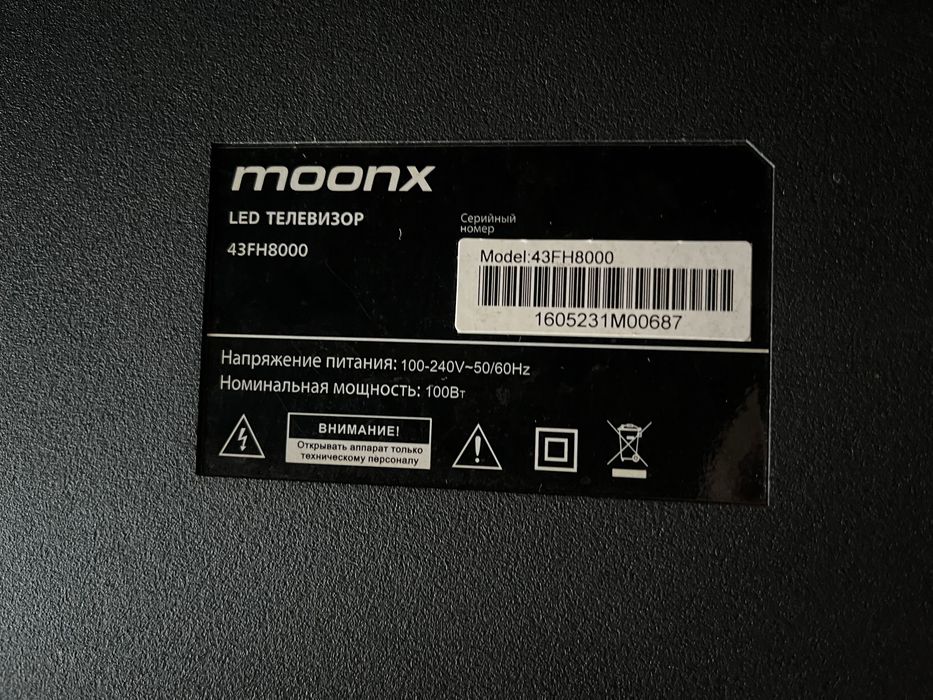 moonx
LED ТЕЛЕВИЗОР
43FH8000
Серийный
номер
Model:43FH8000
1605231M00687
Напряжение питания: 100-240V~50/60Hz
Номинальная мощность: 100Вт
ВНИМАНИЕ!
Открывать аппарат только
техническому персоналу